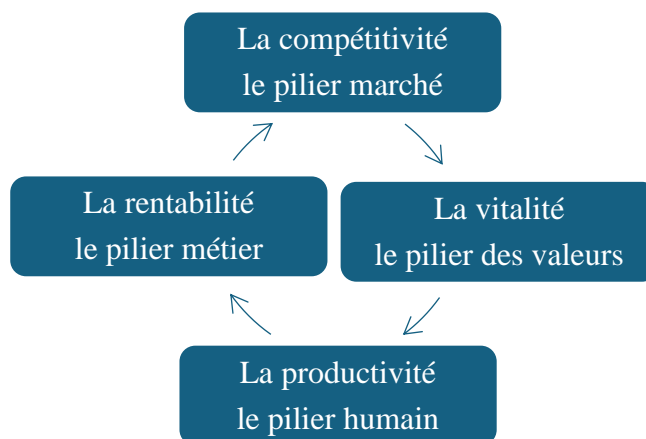 La compétitivité
le pilier marché
La rentabilité
le pilier métier
La vitalité
le pilier des valeurs
La productivité
le pilier humain